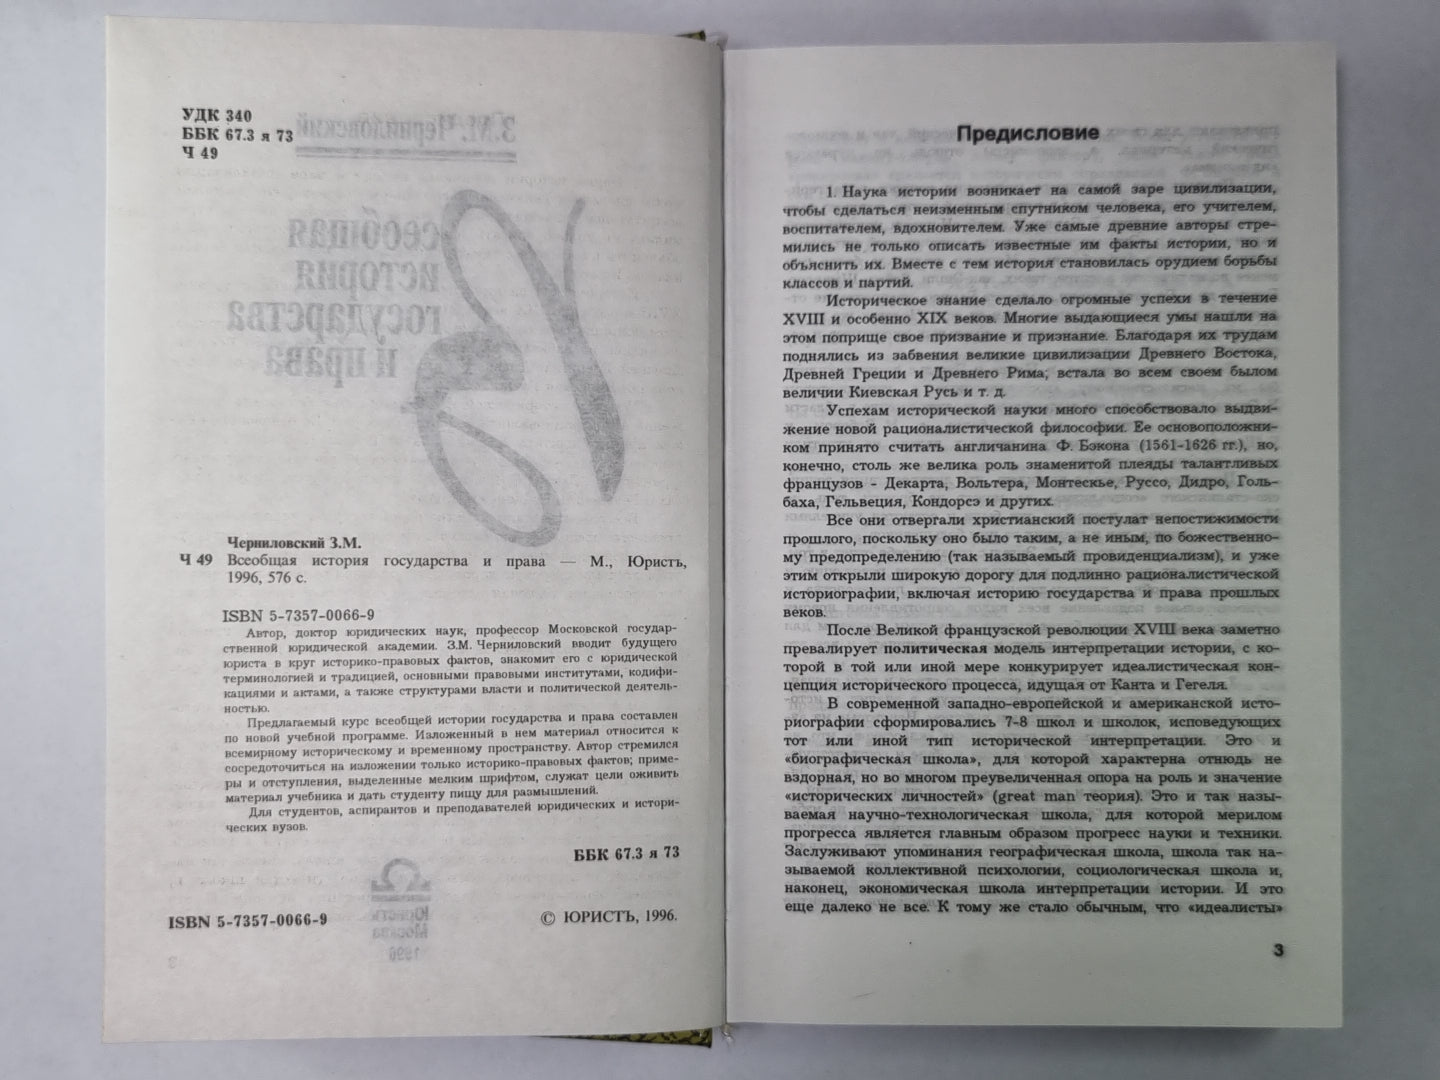 УДК 340
ББК 67.3 я 73
Ч 49
Черниловский З.М.
Ч 49 Всеобщая история государства и права — М., Юристъ,
1996, 576 с.
ISBN 5-7357-0066-9
Автор, доктор юридических наук, профессор Московской государ-
ственной юридической академии. З.М. Черниловский вводит будущего
юриста в круг историко-правовых фактов, знакомит его с юридической
терминологией и традицией, основными правовыми институтами, кодифи-
кациями и актами, а также структурами власти и политической деятель-
ностью.
Предлагаемый курс всеобщей истории государства и права составлен
по новой учебной программе. Изложенный в нем материал относится к
всемирному историческому и временному пространству. Автор стремился
сосредоточиться на изложении только историко-правовых фактов; приме-
ры и отступления, выделенные мелким шрифтом, служат цели оживить
материал учебника и дать студенту пищу для размышлений.
Для студентов, аспирантов и преподавателей юридических и истори-
ческих вузов.
ББК 67.3 я 73
ISBN 5-7357-0066-9
© ЮРИСТЪ, 1996.
Предисловие
1. Наука истории возникает на самой заре цивилизации,
чтобы сделаться неизменным спутником человека, его учителем,
воспитателем, вдохновителем. Уже самые древние авторы стре-
мились не только описать известные им факты истории, но и
объяснить их. Вместе с тем история становилась орудием борьбы
классов и партий.
Историческое знание сделало огромные успехи в течение
XVIII и особенно XIX веков. Многие выдающиеся умы нашли на
этом поприще свое призвание и признание. Благодаря их трудам
поднялись из забвения великие цивилизации Древнего Востока,
Древней Греции и Древнего Рима; встала во всем своем былом
величии Киевская Русь и т. д.
Успехам исторической науки много способствовало выдви-
жение новой рационалистической философии. Ее основоположни-
ком принято считать англичанина Ф. Бэкона (1561-1626 гг.), но,
конечно, столь же велика роль знаменитой плеяды талантливых
французов - Декарта, Вольтера, Монтескье, Руссо, Дидро, Голь-
баха, Гельвеция, Кондорсэ и других.
Все они отвергали христианский постулат непостижимости
прошлого, поскольку оно было таким, а не иным, по божественно-
му предопределению (так называемый провиденциализм), и уже
этим открыли широкую дорогу для подлинно рационалистической
историографии, включая историю государства и права прошлых
веков.
После Великой французской революции XVIII века заметно
превалирует политическая модель интерпретации истории, с ко-
торой в той или иной мере конкурирует идеалистическая кон-
цепция исторического процесса, идущая от Канта и Гегеля.
В современной западно-европейской и американской исто-
риографии сформировались 7-8 школ и школок, исповедующих
тот или иной тип исторической интерпретации. Это и
«биографическая школа», для которой характерна отнюдь не
вздорная, но во многом преувеличенная опора на роль и значение
«исторических личностей» (great man теория). Это и так назы-
ваемая научно-технологическая школа, для которой мерилом
прогресса является главным образом прогресс науки и техники.
Заслуживают упоминания географическая школа, школа так на-
зываемой коллективной психологии, социологическая школа и,
наконец, экономическая школа интерпретации истории. И это
еще далеко не все. К тому же стало обычным, что «идеалисты»
3